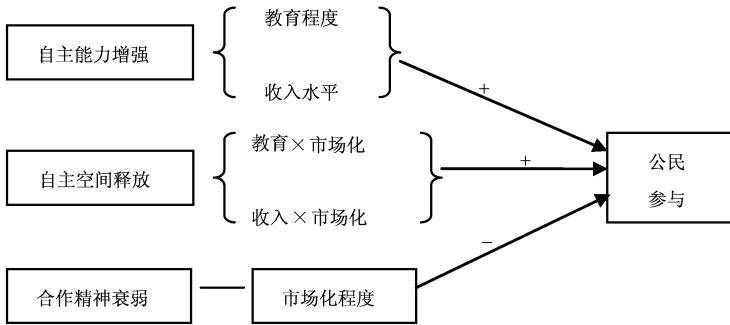 教育程度
自主能力增强
+
收入水平
教育×市场化
+
公民
自主空间释放
参与
收入×市场化
−
合作精神衰弱
市场化程度